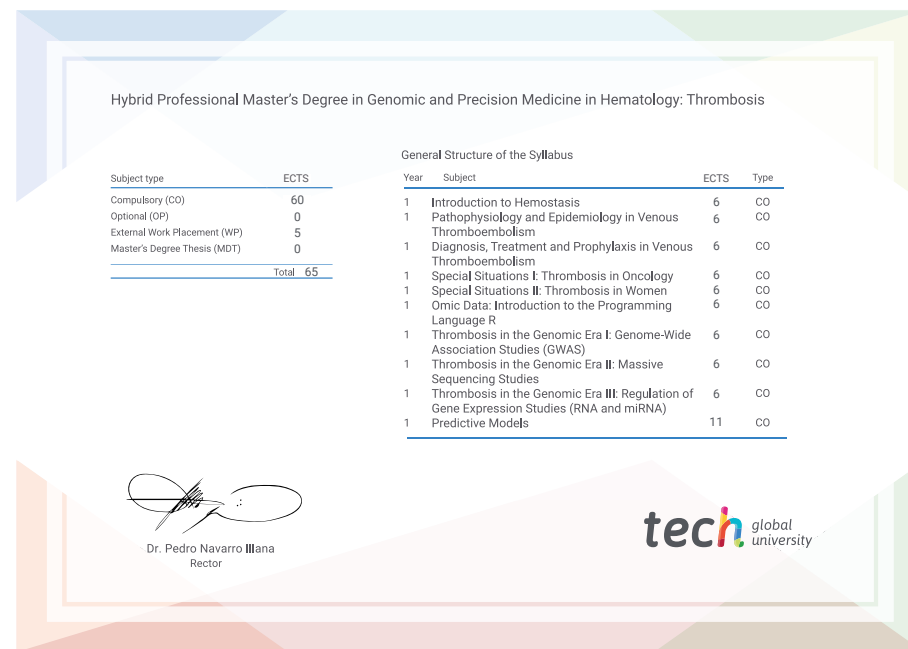 Hybrid Professional Master's Degree in Genomic and Precision Medicine in Hematology: Thrombosis
Subject type ECTS
Compulsory (CO) 60
Optional (OP) 0
External Work Placement (WP) 5
Master's Degree Thesis (MDT) 0
Total 65
General Structure of the Syllabus
Year Subject ECTS Type
1 Introduction to Hemostasis 6 CO
1 Pathophysiology and Epidemiology in Venous 6 CO
Thromboembolism
1 Diagnosis, Treatment and Prophylaxis in Venous 6 CO
Thromboembolism
1 Special Situations I: Thrombosis in Oncology 6 CO
1 Special Situations II: Thrombosis in Women 6 CO
1 Omic Data: Introduction to the Programming 6 CO
Language R
1 Thrombosis in the Genomic Era I: Genome-Wide 6 CO
Association Studies (GWAS)
1 Thrombosis in the Genomic Era II: Massive 6 CO
Sequencing Studies
1 Thrombosis in the Genomic Era III: Regulation of 6 CO
Gene Expression Studies (RNA and miRNA)
1 Predictive Models 11 CO
Dr. Pedro Navarro Illana
Rector
tech global
university